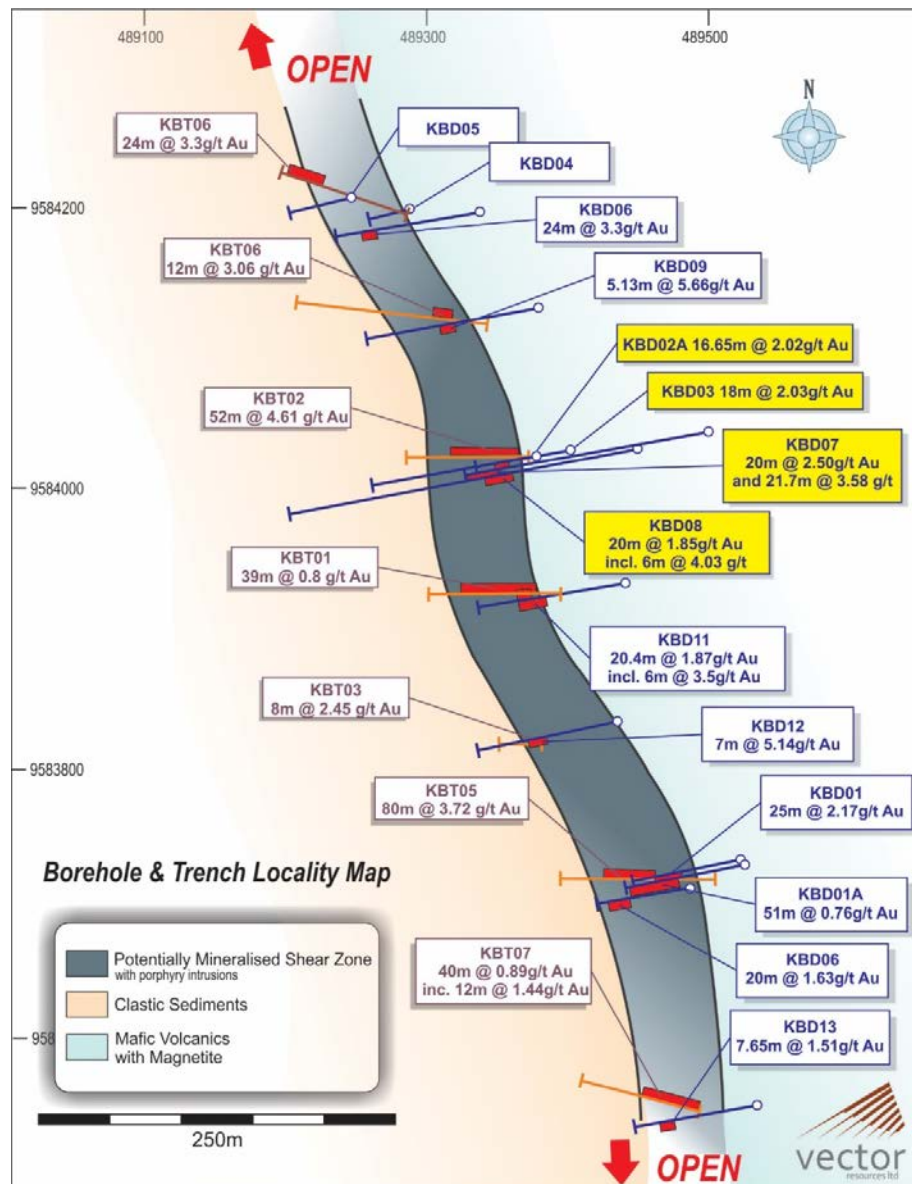 489100
489300
489500
OPEN
N
KBT06
24m @ 3.3g/t Au
KBD05
KBD04
9584200
KBD06
24m @ 3.3g/t Au
KBT06
12m @ 3.06 g/t Au
KBD09
5.13m @ 5.66g/t Au
KBD02A 16.65m @ 2.02g/t Au
KBD03 18m @ 2.03g/t Au
KBT02
52m @ 4.61 g/t Au
KBD07
20m @ 2.50g/t Au
and 21.7m @ 3.58 g/t
9584000
KBD08
20m @ 1.85g/t Au
incl. 6m @ 4.03 g/t
KBT01
39m @ 0.8 g/t Au
KBD11
20.4m @ 1.87g/t Au
incl. 6m @ 3.5g/t Au
KBT03
8m @ 2.45 g/t Au
KBD12
7m @ 5.14g/t Au
9583800
KBT05
80m @ 3.72 g/t Au
KBD01
25m @ 2.17g/t Au
Borehole & Trench Locality Map
KBD01A
51m @ 0.76g/t Au
Potentially Mineralised Shear Zone
with porphyry intrusions
Clastic Sediments
Mafic Volcanics
with Magnetite
KBD06
20m @ 1.63g/t Au
KBT07
40m @ 0.89g/t Au
inc. 12m @ 1.44g/t Au
KBD13
7.65m @ 1.51g/t Au
250m
OPEN
vector
resources ltd